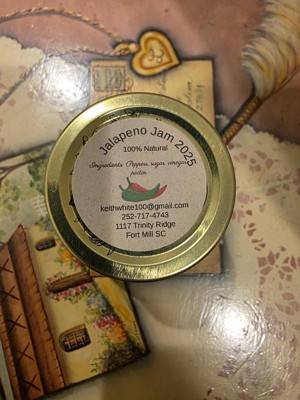 Jalapeno Jam 2025
100% Natural
Ingredients: Peppers, sugar, vinegar,
pectin
keithwhite100@gmail.com
252-717-4743
1117 Trinity Ridge
Fort Mill SC